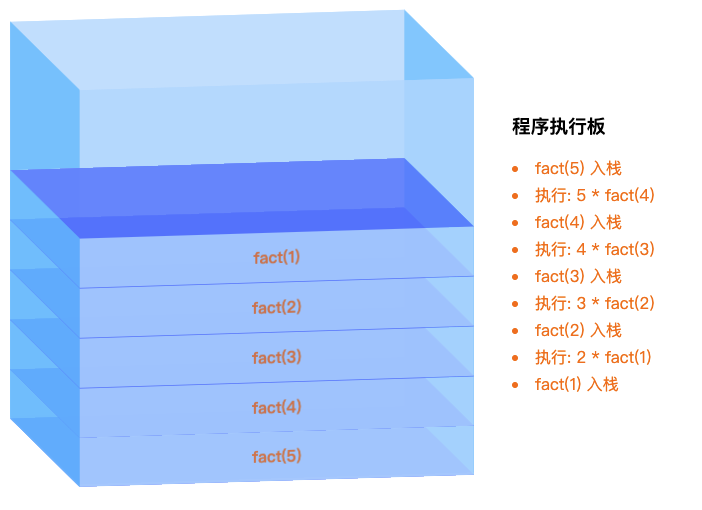 fact(1)
fact(2)
fact(3)
fact(4)
fact(5)
程序执行板
fact(5) 入栈
执行: 5 * fact(4)
fact(4) 入栈
执行: 4 * fact(3)
fact(3) 入栈
执行: 3 * fact(2)
fact(2) 入栈
执行: 2 * fact(1)
fact(1) 入栈